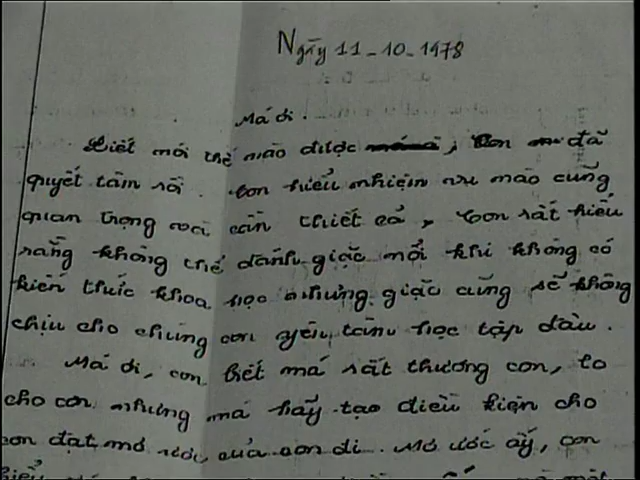 Ngày 11-10-1978
Má ơi.
Biết nói thế nào được, Con đã
quyết tâm rồi. Con hiểu nhiệm vụ nào cũng
quan trọng và cần thiết cả, Con rất hiểu
rằng không thể đánh giặc mỗi khi không có
kiến thức khoa học nhưng giặc cũng sẽ không
chịu cho chúng con yên tâm học tập đâu.
Má ơi, con biết má rất thương con, lo
cho con nhưng má hãy tạo điều kiện cho
con đạt mơ ước của con đi. Mơ ước ấy, con